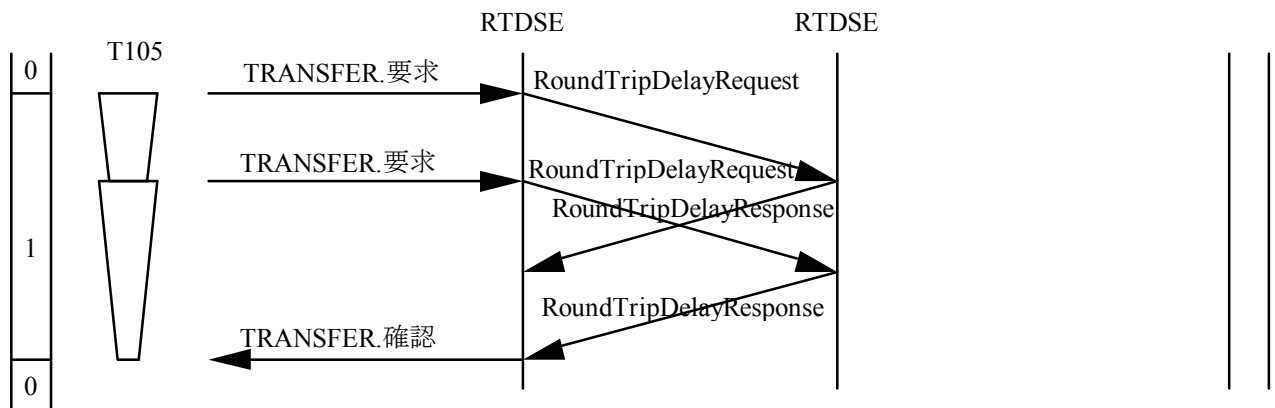 RTDSE
RTDSE
T105
0
TRANSFER.要求
RoundTripDelayRequest
TRANSFER.要求
RoundTripDelayRequest
RoundTripDelayResponse
1
RoundTripDelayResponse
TRANSFER.確認
0